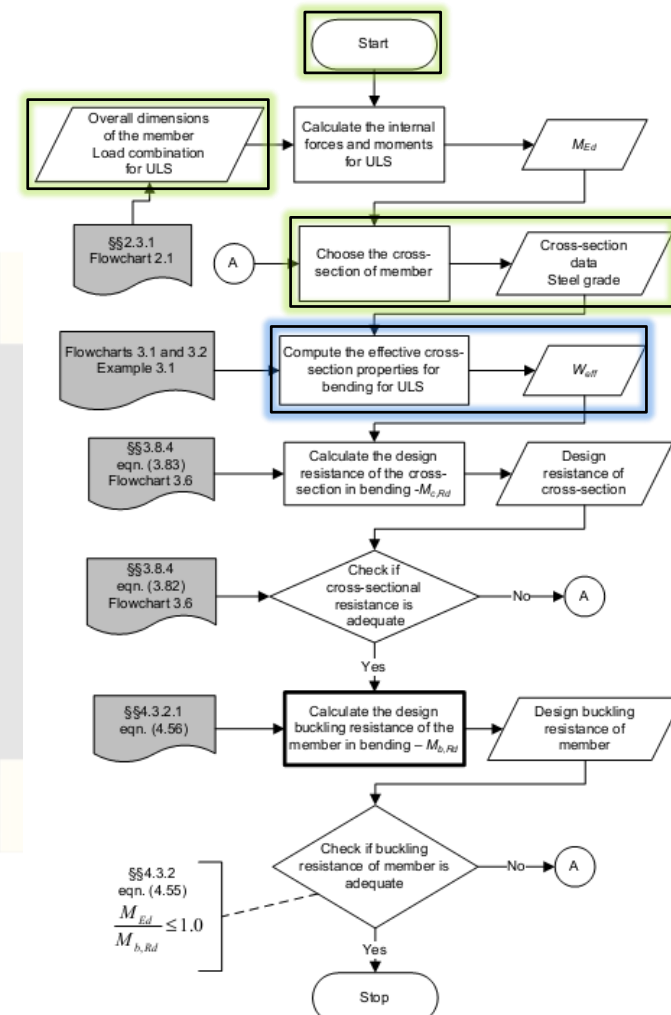 Start
Overall dimensions
of the member
Load combination
for ULS
Calculate the internal
forces and moments
for ULS
M_Ed
§§2.3.1
Flowchart 2.1
A
Choose the cross-
section of member
Cross-section
data
Steel grade
Flowcharts 3.1 and 3.2
Example 3.1
Compute the effective cross-
section properties for
bending for ULS
W_eff
§§3.8.4
eqn. (3.83)
Flowchart 3.6
Calculate the design
resistance of the cross-
section in bending -M_c,Rd
Design
resistance of
cross-section
§§3.8.4
eqn. (3.82)
Flowchart 3.6
Check if
cross-sectional
resistance is
adequate
No
A
Yes
§§4.3.2.1
eqn. (4.56)
Calculate the design
buckling resistance of the
member in bending – M_b,Rd
Design buckling
resistance of
member
Check if buckling
resistance of member is
adequate
No
A
§§4.3.2
eqn. (4.55)
M_Ed / M_b,Rd ≤ 1.0
Yes
Stop